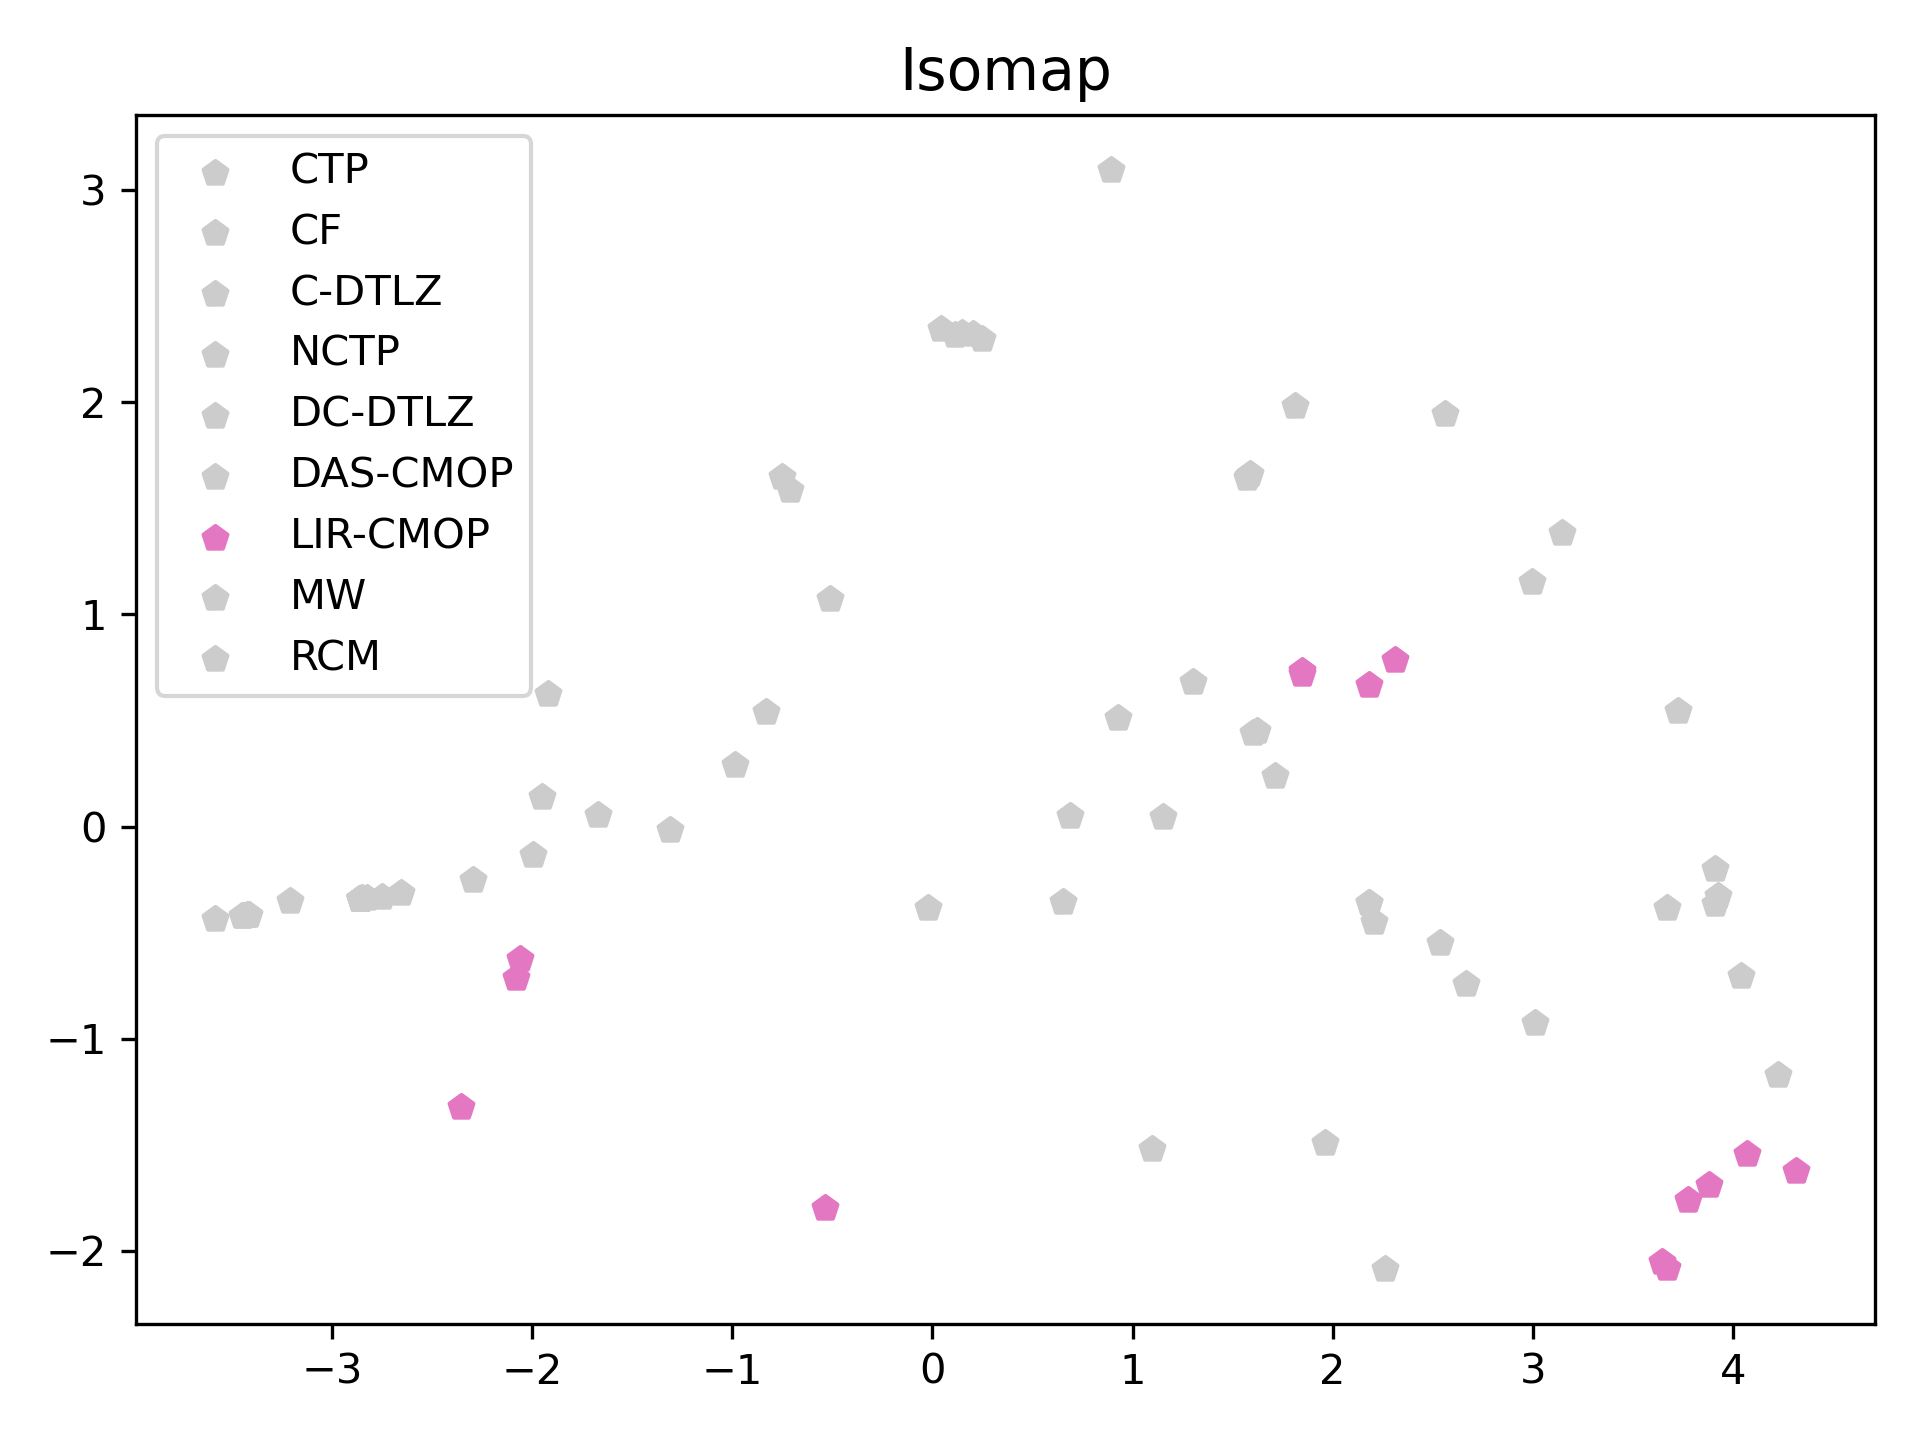 Isomap
CTP
CF
C-DTLZ
NCTP
DC-DTLZ
DAS-CMOP
LIR-CMOP
MW
RCM
3
2
1
0
−1
−2
−3 −2 −1 0 1 2 3 4